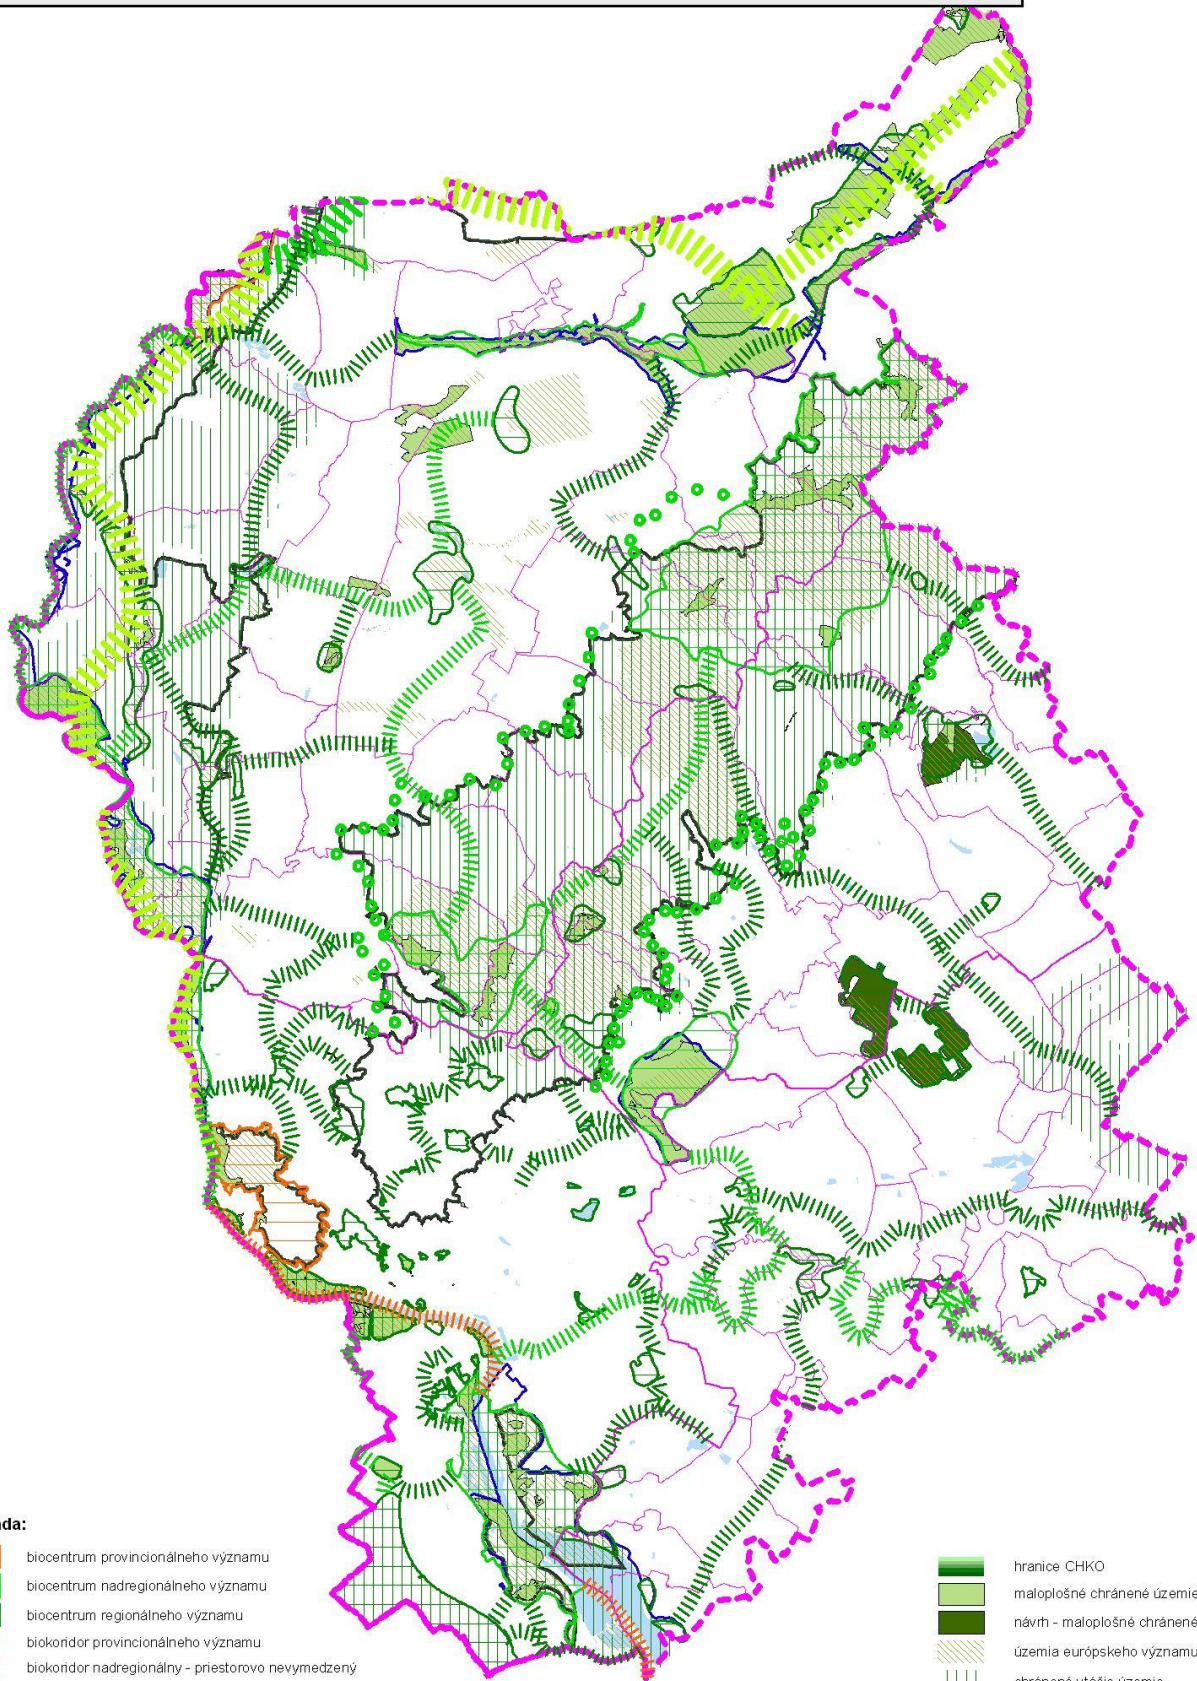 nda:
biocentrum provincionálneho významu
biocentrum nadregionálneho významu
biocentrum regionálneho významu
biokoridor provincionálneho významu
biokoridor nadregionálny - priestorovo nevymedzený
hranice CHKO
maloplošné chránené územie
návrh - maloplošné chránené
územia európskeho významu